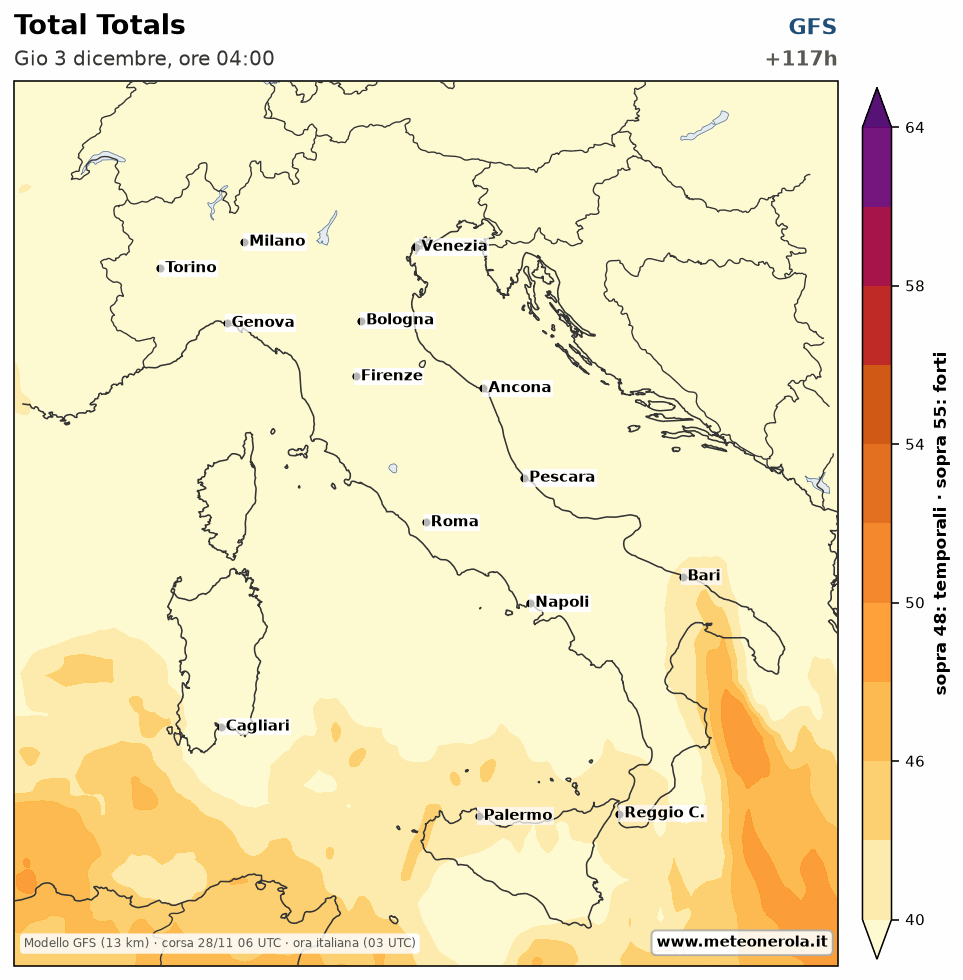 Total Totals
GFS
Gio 3 dicembre, ore 04:00
+117h
Milano
Venezia
Torino
Genova
Bologna
Firenze
Ancona
Pescara
Roma
Bari
Napoli
Cagliari
Palermo
Reggio C.
64
58
54
50
46
40
sopra 48: temporali · sopra 55: forti
Modello GFS (13 km) · corsa 28/11 06 UTC · ora italiana (03 UTC)
www.meteonerola.it